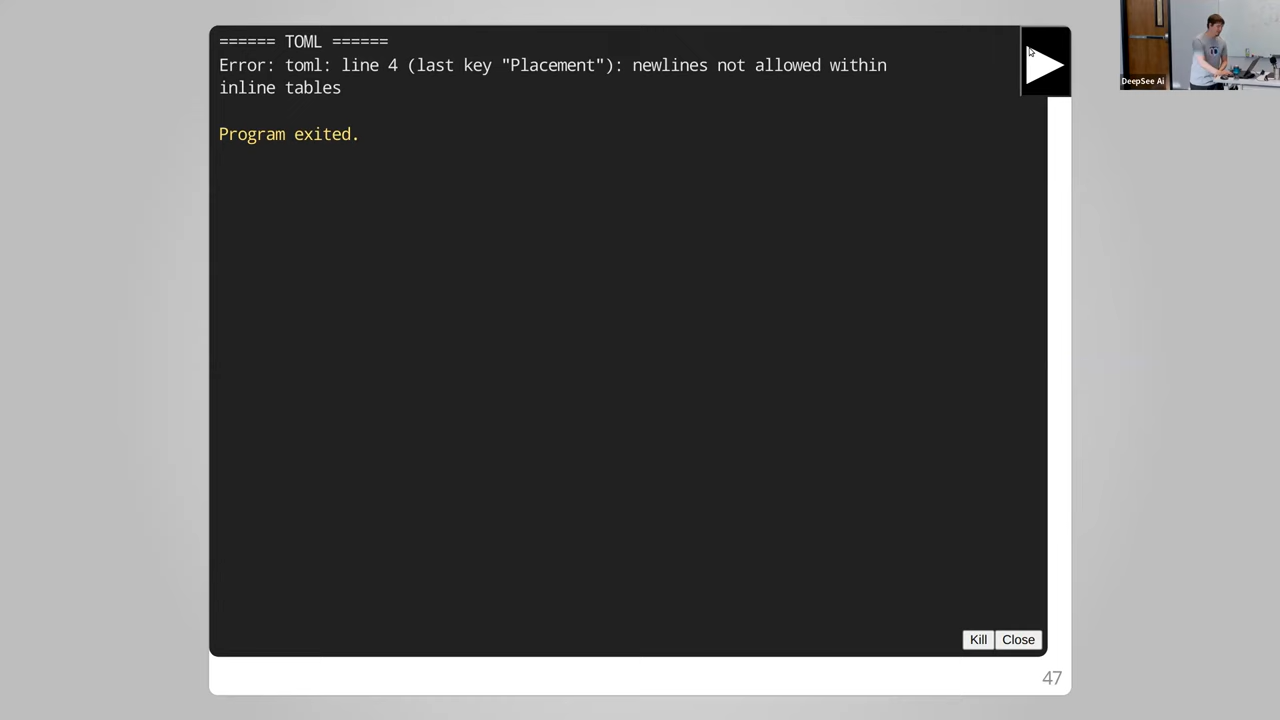 ====== TOML ======
Error: toml: line 4 (last key "Placement"): newlines not allowed within
inline tables
Program exited.
Kill Close
47
DeepSee Ai